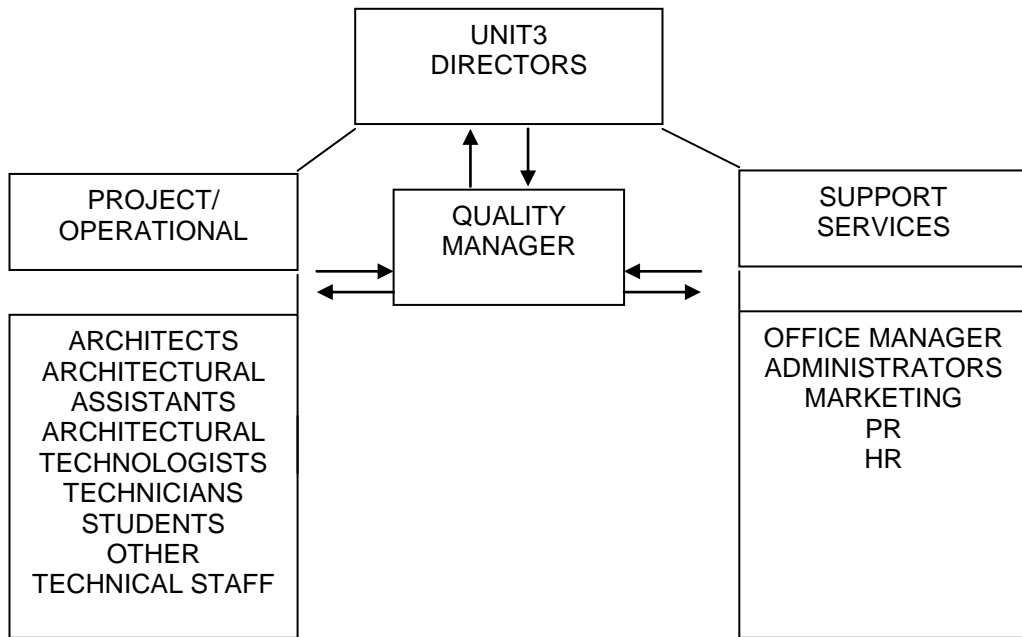 UNIT3
DIRECTORS
PROJECT/
OPERATIONAL
QUALITY
MANAGER
SUPPORT
SERVICES
ARCHITECTS
ARCHITECTURAL
ASSISTANTS
ARCHITECTURAL
TECHNOLOGISTS
TECHNICIANS
STUDENTS
OTHER
TECHNICAL STAFF
OFFICE MANAGER
ADMINISTRATORS
MARKETING
PR
HR